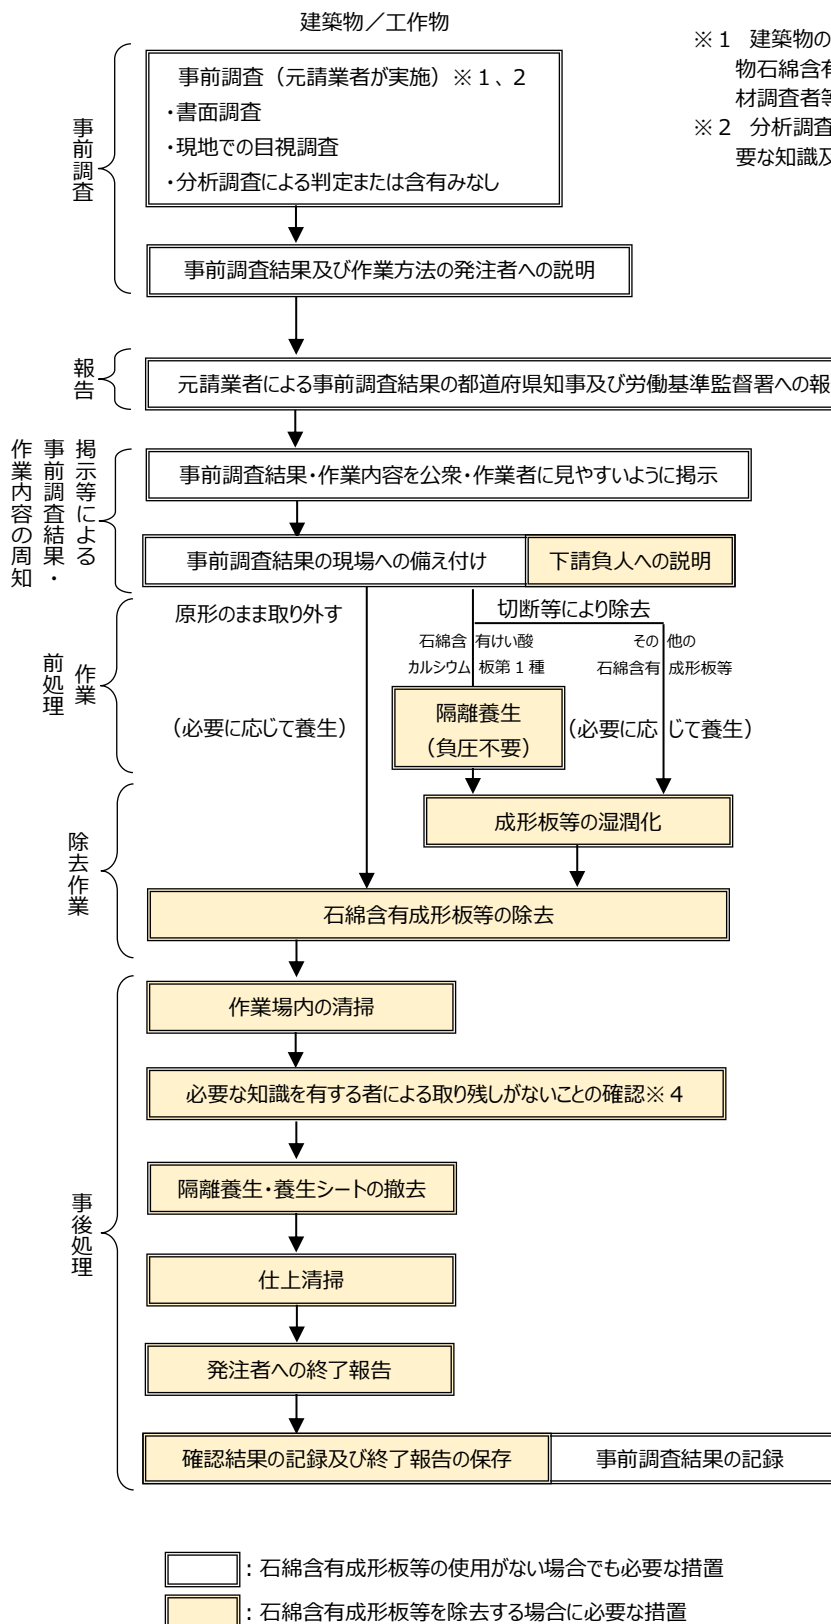 建築物／工作物
※１ 建築物の
物石綿含有
材調査者等
※２ 分析調査
要な知識及
事前調査
事前調査（元請業者が実施）※１、２
・書面調査
・現地での目視調査
・分析調査による判定または含有みなし
事前調査結果及び作業方法の発注者への説明
報告
元請業者による事前調査結果の都道府県知事及び労働基準監督署への報
掲示等による
事前調査結果・
作業内容の周知
事前調査結果・作業内容を公衆・作業者に見やすいように掲示
事前調査結果の現場への備え付け
下請負人への説明
作業
前処理
原形のまま取り外す
切断等により除去
石綿含有けい酸
カルシウム板第１種
その他の
石綿含有成形板等
（必要に応じて養生）
隔離養生
（負圧不要）
（必要に応じて養生）
除去作業
成形板等の湿潤化
石綿含有成形板等の除去
事後処理
作業場内の清掃
必要な知識を有する者による取り残しがないことの確認※４
隔離養生・養生シートの撤去
仕上清掃
発注者への終了報告
確認結果の記録及び終了報告の保存
事前調査結果の記録
：石綿含有成形板等の使用がない場合でも必要な措置
：石綿含有成形板等を除去する場合に必要な措置